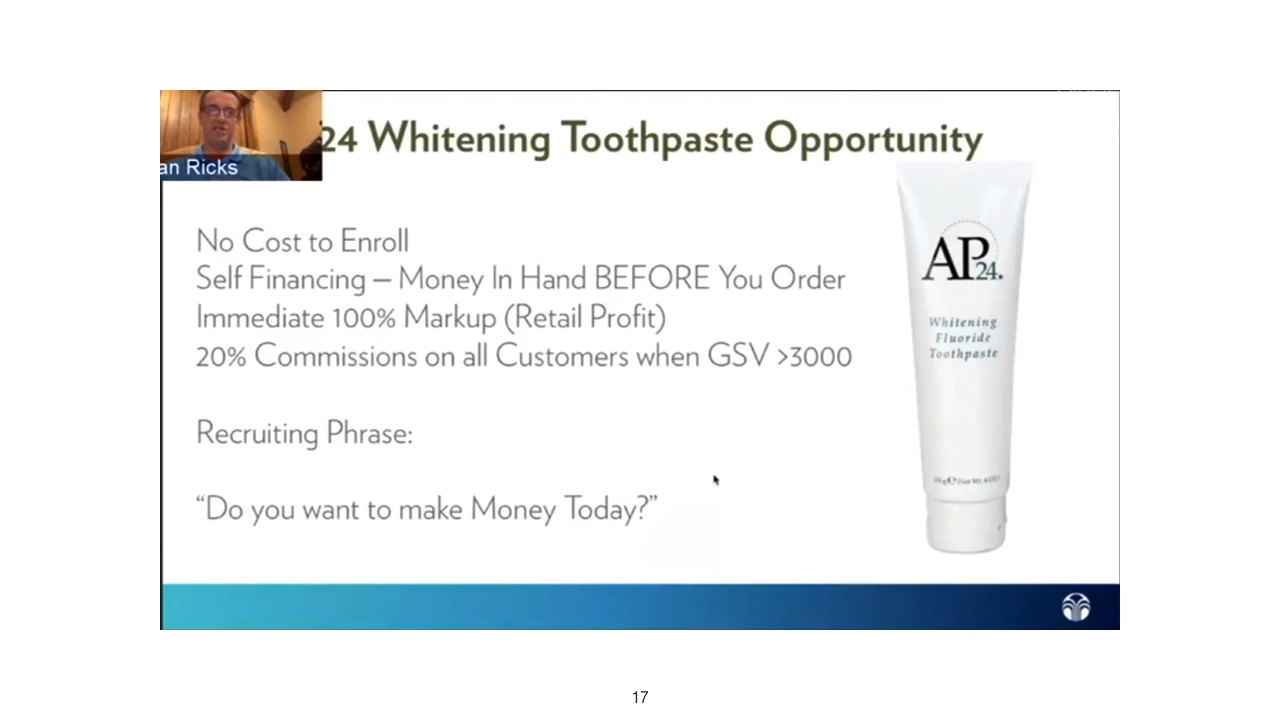 24 Whitening Toothpaste Opportunity
an Ricks
No Cost to Enroll
Self Financing – Money In Hand BEFORE You Order
Immediate 100% Markup (Retail Profit)
20% Commissions on all Customers when GSV >3000
Recruiting Phrase:
“Do you want to make Money Today?”
AP24.
Whitening
Fluoride
Toothpaste
17